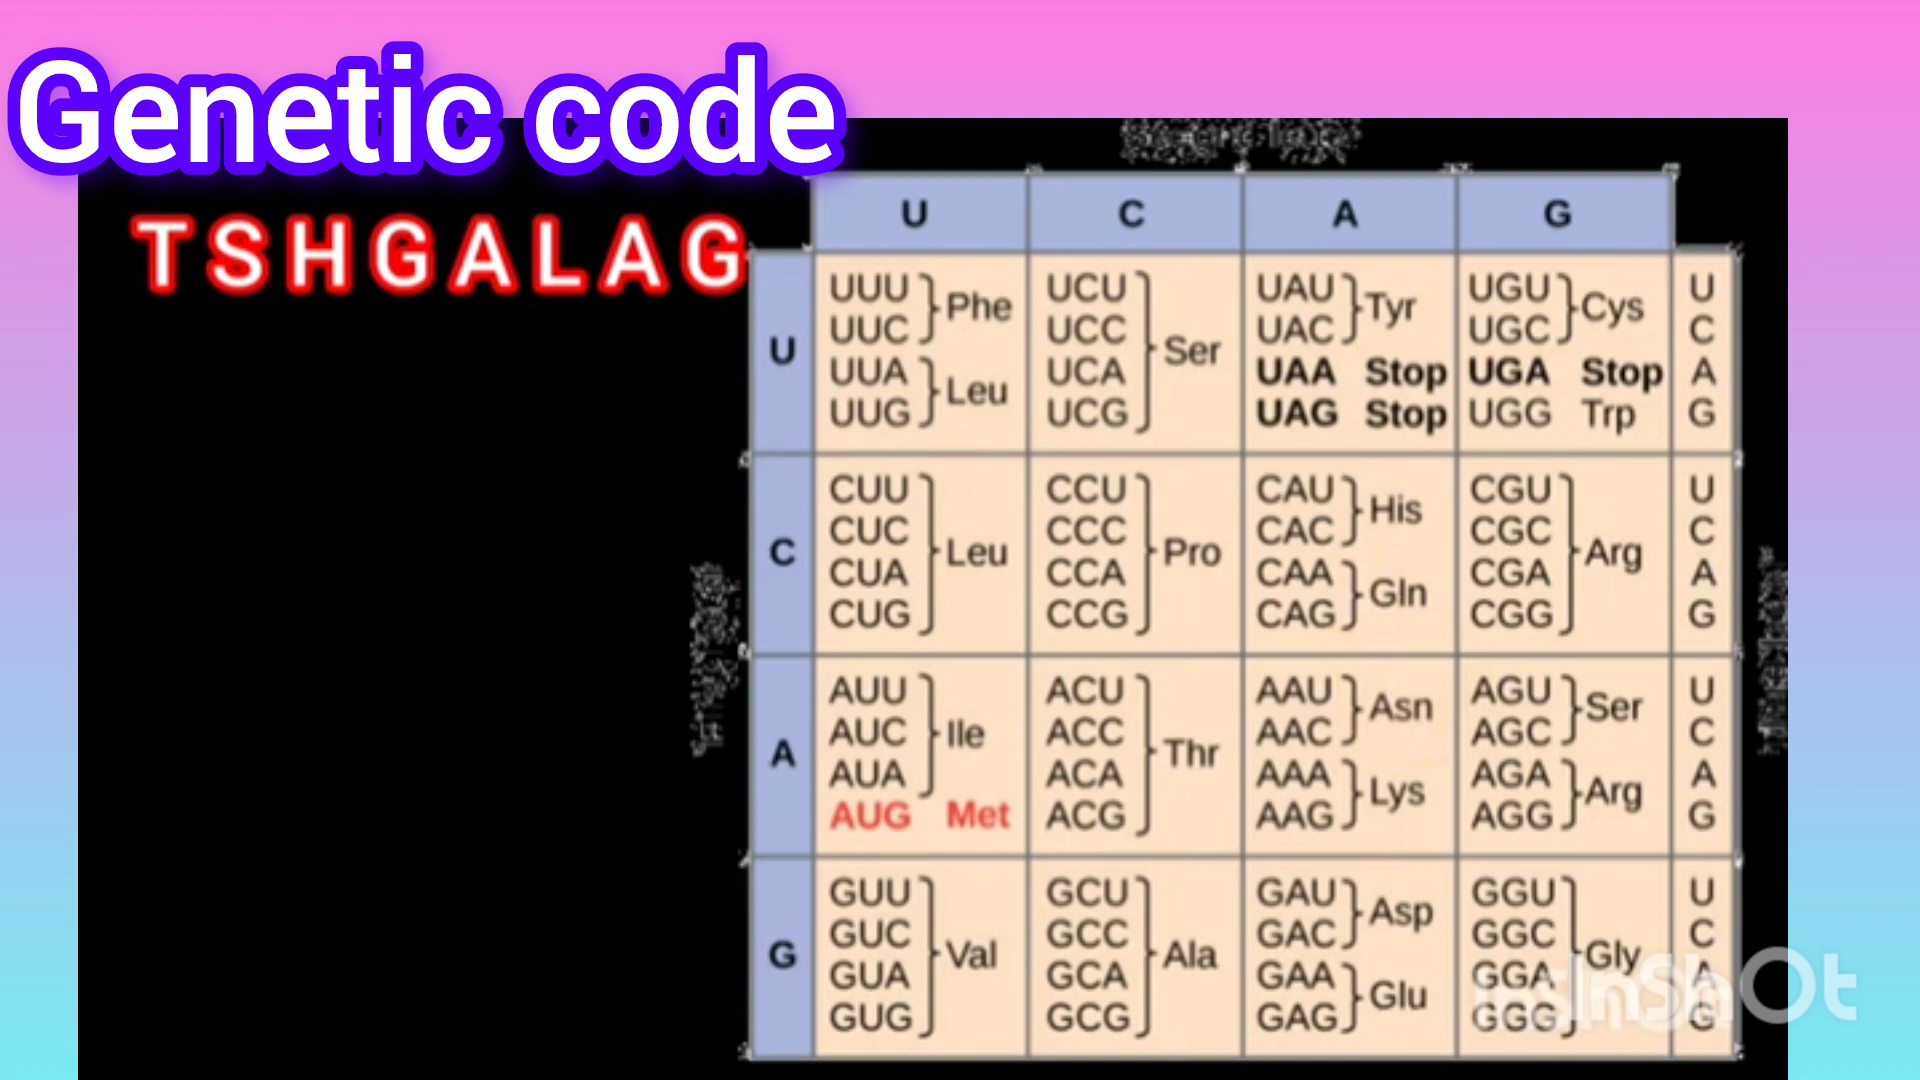 Genetic code
T S H G A L A G
U C A G
U
UUU
UUC
Phe
UUA
UUG
Leu
UCU
UCC
UCA
UCG
Ser
UAU
UAC
Tyr
UAA Stop
UAG Stop
UGU
UGC
Cys
UGA Stop
UGG Trp
U
C
A
G
C
CUU
CUC
CUA
CUG
Leu
CCU
CCC
CCA
CCG
Pro
CAU
CAC
His
CAA
CAG
Gln
CGU
CGC
CGA
CGG
Arg
U
C
A
G
A
AUU
AUC
AUA
Ile
AUG Met
ACU
ACC
ACA
ACG
Thr
AAU
AAC
Asn
AAA
AAG
Lys
AGU
AGC
Ser
AGA
AGG
Arg
U
C
A
G
G
GUU
GUC
GUA
GUG
Val
GCU
GCC
GCA
GCG
Ala
GAU
GAC
Asp
GAA
GAG
Glu
GGU
GGC
GGA
GGG
Gly
U
C
A
G
InShOt